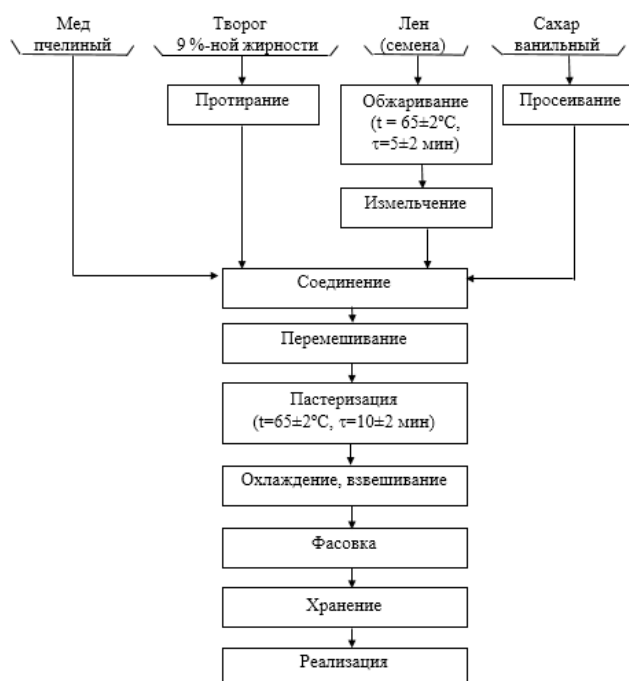 Мед
пчелиный
Творог
9 %-ной жирности
Лен
(семена)
Сахар
ванильный
Протирание
Обжаривание
(t = 65±2°С,
τ=5±2 мин)
Просеивание
Измельчение
Соединение
Перемешивание
Пастеризация
(t=65±2°С, τ=10±2 мин)
Охлаждение, взвешивание
Фасовка
Хранение
Реализация